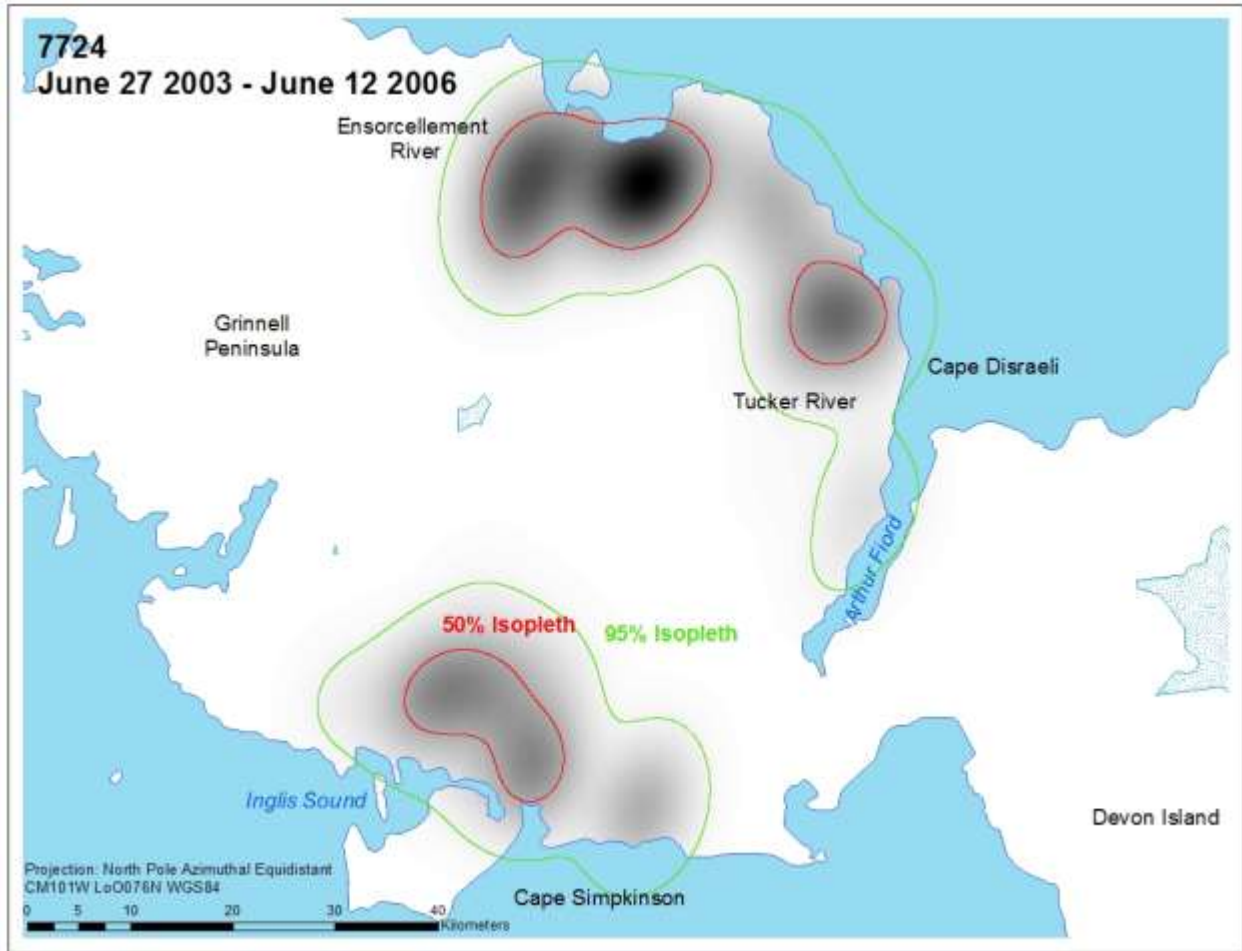 7724
June 27 2003 - June 12 2006
Ensorcellement
River
Grinnell
Peninsula
Cape Disraeli
Tucker River
Arthur Fiord
50% Isopleth
95% Isopleth
Inglis Sound
Devon Island
Projection: North Pole Azimuthal Equidistant
CM101W LoO076N WGS84
Cape Simpkinson
0 5 10 20 30 40
Kilometers